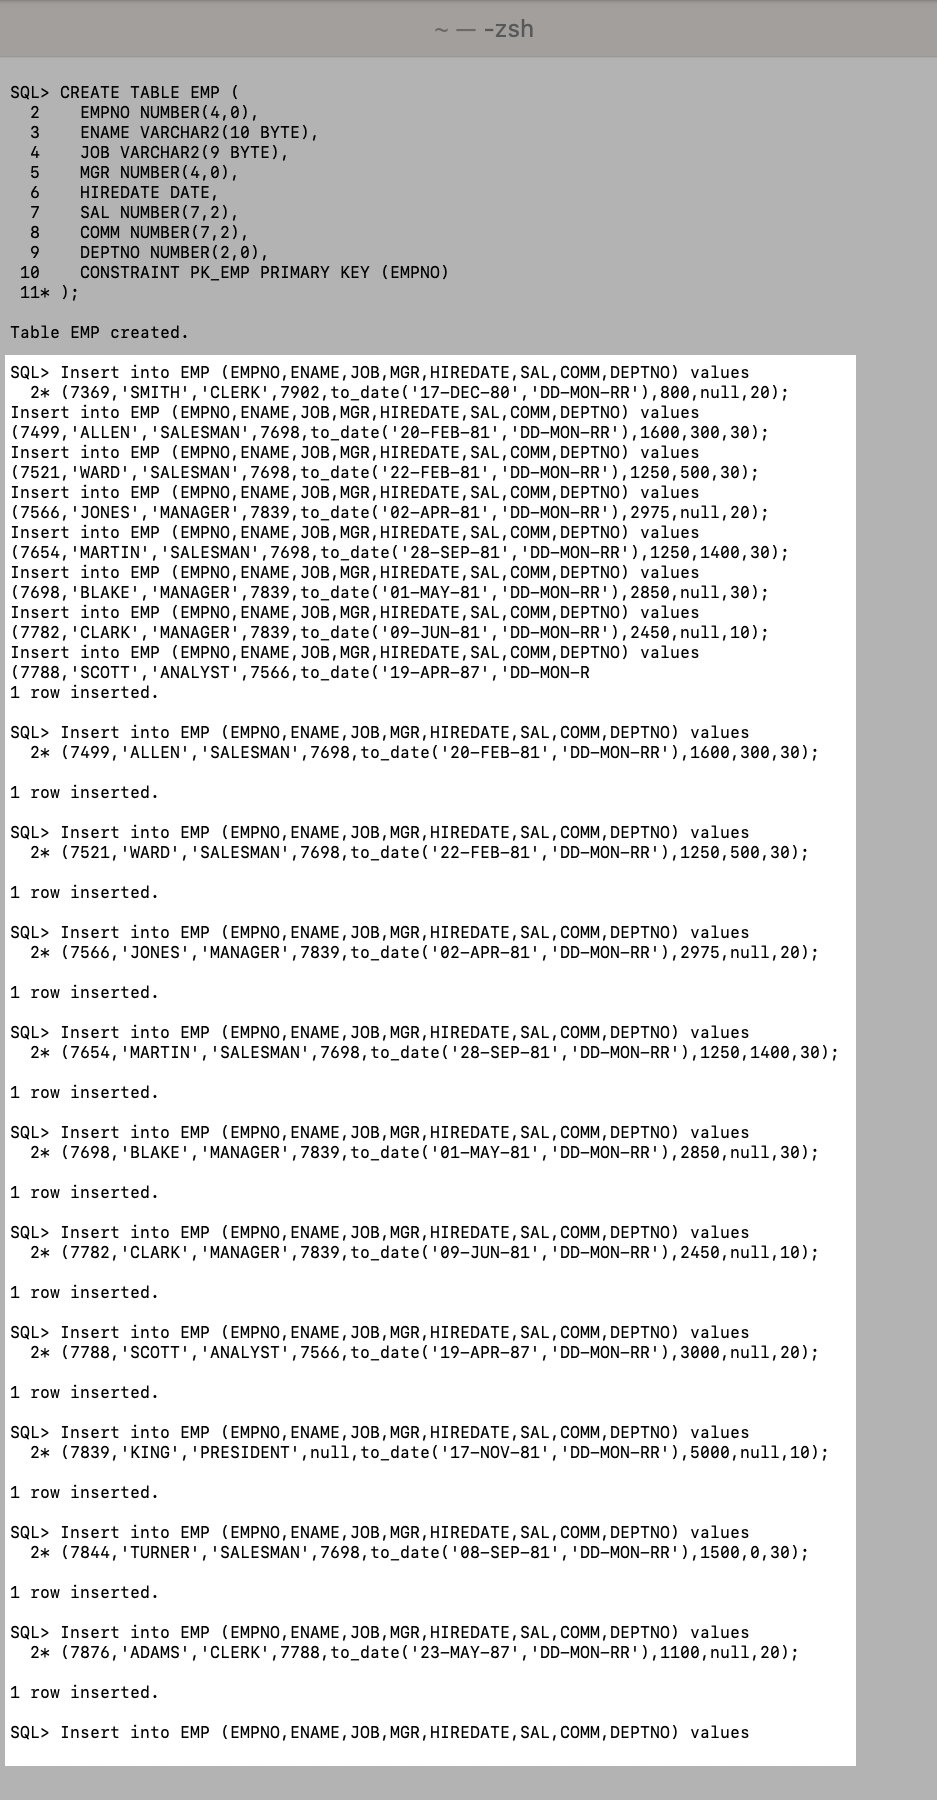 ~ — -zsh
SQL> CREATE TABLE EMP (
  2    EMPNO NUMBER(4,0),
  3    ENAME VARCHAR2(10 BYTE),
  4    JOB VARCHAR2(9 BYTE),
  5    MGR NUMBER(4,0),
  6    HIREDATE DATE,
  7    SAL NUMBER(7,2),
  8    COMM NUMBER(7,2),
  9    DEPTNO NUMBER(2,0),
 10    CONSTRAINT PK_EMP PRIMARY KEY (EMPNO)
 11* );
Table EMP created.
SQL> Insert into EMP (EMPNO,ENAME,JOB,MGR,HIREDATE,SAL,COMM,DEPTNO) values
  2* (7369,'SMITH','CLERK',7902,to_date('17-DEC-80','DD-MON-RR'),800,null,20);
Insert into EMP (EMPNO,ENAME,JOB,MGR,HIREDATE,SAL,COMM,DEPTNO) values
(7499,'ALLEN','SALESMAN',7698,to_date('20-FEB-81','DD-MON-RR'),1600,300,30);
Insert into EMP (EMPNO,ENAME,JOB,MGR,HIREDATE,SAL,COMM,DEPTNO) values
(7521,'WARD','SALESMAN',7698,to_date('22-FEB-81','DD-MON-RR'),1250,500,30);
Insert into EMP (EMPNO,ENAME,JOB,MGR,HIREDATE,SAL,COMM,DEPTNO) values
(7566,'JONES','MANAGER',7839,to_date('02-APR-81','DD-MON-RR'),2975,null,20);
Insert into EMP (EMPNO,ENAME,JOB,MGR,HIREDATE,SAL,COMM,DEPTNO) values
(7654,'MARTIN','SALESMAN',7698,to_date('28-SEP-81','DD-MON-RR'),1250,1400,30);
Insert into EMP (EMPNO,ENAME,JOB,MGR,HIREDATE,SAL,COMM,DEPTNO) values
(7698,'BLAKE','MANAGER',7839,to_date('01-MAY-81','DD-MON-RR'),2850,null,30);
Insert into EMP (EMPNO,ENAME,JOB,MGR,HIREDATE,SAL,COMM,DEPTNO) values
(7782,'CLARK','MANAGER',7839,to_date('09-JUN-81','DD-MON-RR'),2450,null,10);
Insert into EMP (EMPNO,ENAME,JOB,MGR,HIREDATE,SAL,COMM,DEPTNO) values
(7788,'SCOTT','ANALYST',7566,to_date('19-APR-87','DD-MON-R
1 row inserted.
SQL> Insert into EMP (EMPNO,ENAME,JOB,MGR,HIREDATE,SAL,COMM,DEPTNO) values
  2* (7499,'ALLEN','SALESMAN',7698,to_date('20-FEB-81','DD-MON-RR'),1600,300,30);
1 row inserted.
SQL> Insert into EMP (EMPNO,ENAME,JOB,MGR,HIREDATE,SAL,COMM,DEPTNO) values
  2* (7521,'WARD','SALESMAN',7698,to_date('22-FEB-81','DD-MON-RR'),1250,500,30);
1 row inserted.
SQL> Insert into EMP (EMPNO,ENAME,JOB,MGR,HIREDATE,SAL,COMM,DEPTNO) values
  2* (7566,'JONES','MANAGER',7839,to_date('02-APR-81','DD-MON-RR'),2975,null,20);
1 row inserted.
SQL> Insert into EMP (EMPNO,ENAME,JOB,MGR,HIREDATE,SAL,COMM,DEPTNO) values
  2* (7654,'MARTIN','SALESMAN',7698,to_date('28-SEP-81','DD-MON-RR'),1250,1400,30);
1 row inserted.
SQL> Insert into EMP (EMPNO,ENAME,JOB,MGR,HIREDATE,SAL,COMM,DEPTNO) values
  2* (7698,'BLAKE','MANAGER',7839,to_date('01-MAY-81','DD-MON-RR'),2850,null,30);
1 row inserted.
SQL> Insert into EMP (EMPNO,ENAME,JOB,MGR,HIREDATE,SAL,COMM,DEPTNO) values
  2* (7782,'CLARK','MANAGER',7839,to_date('09-JUN-81','DD-MON-RR'),2450,null,10);
1 row inserted.
SQL> Insert into EMP (EMPNO,ENAME,JOB,MGR,HIREDATE,SAL,COMM,DEPTNO) values
  2* (7788,'SCOTT','ANALYST',7566,to_date('19-APR-87','DD-MON-RR'),3000,null,20);
1 row inserted.
SQL> Insert into EMP (EMPNO,ENAME,JOB,MGR,HIREDATE,SAL,COMM,DEPTNO) values
  2* (7839,'KING','PRESIDENT',null,to_date('17-NOV-81','DD-MON-RR'),5000,null,10);
1 row inserted.
SQL> Insert into EMP (EMPNO,ENAME,JOB,MGR,HIREDATE,SAL,COMM,DEPTNO) values
  2* (7844,'TURNER','SALESMAN',7698,to_date('08-SEP-81','DD-MON-RR'),1500,0,30);
1 row inserted.
SQL> Insert into EMP (EMPNO,ENAME,JOB,MGR,HIREDATE,SAL,COMM,DEPTNO) values
  2* (7876,'ADAMS','CLERK',7788,to_date('23-MAY-87','DD-MON-RR'),1100,null,20);
1 row inserted.
SQL> Insert into EMP (EMPNO,ENAME,JOB,MGR,HIREDATE,SAL,COMM,DEPTNO) values